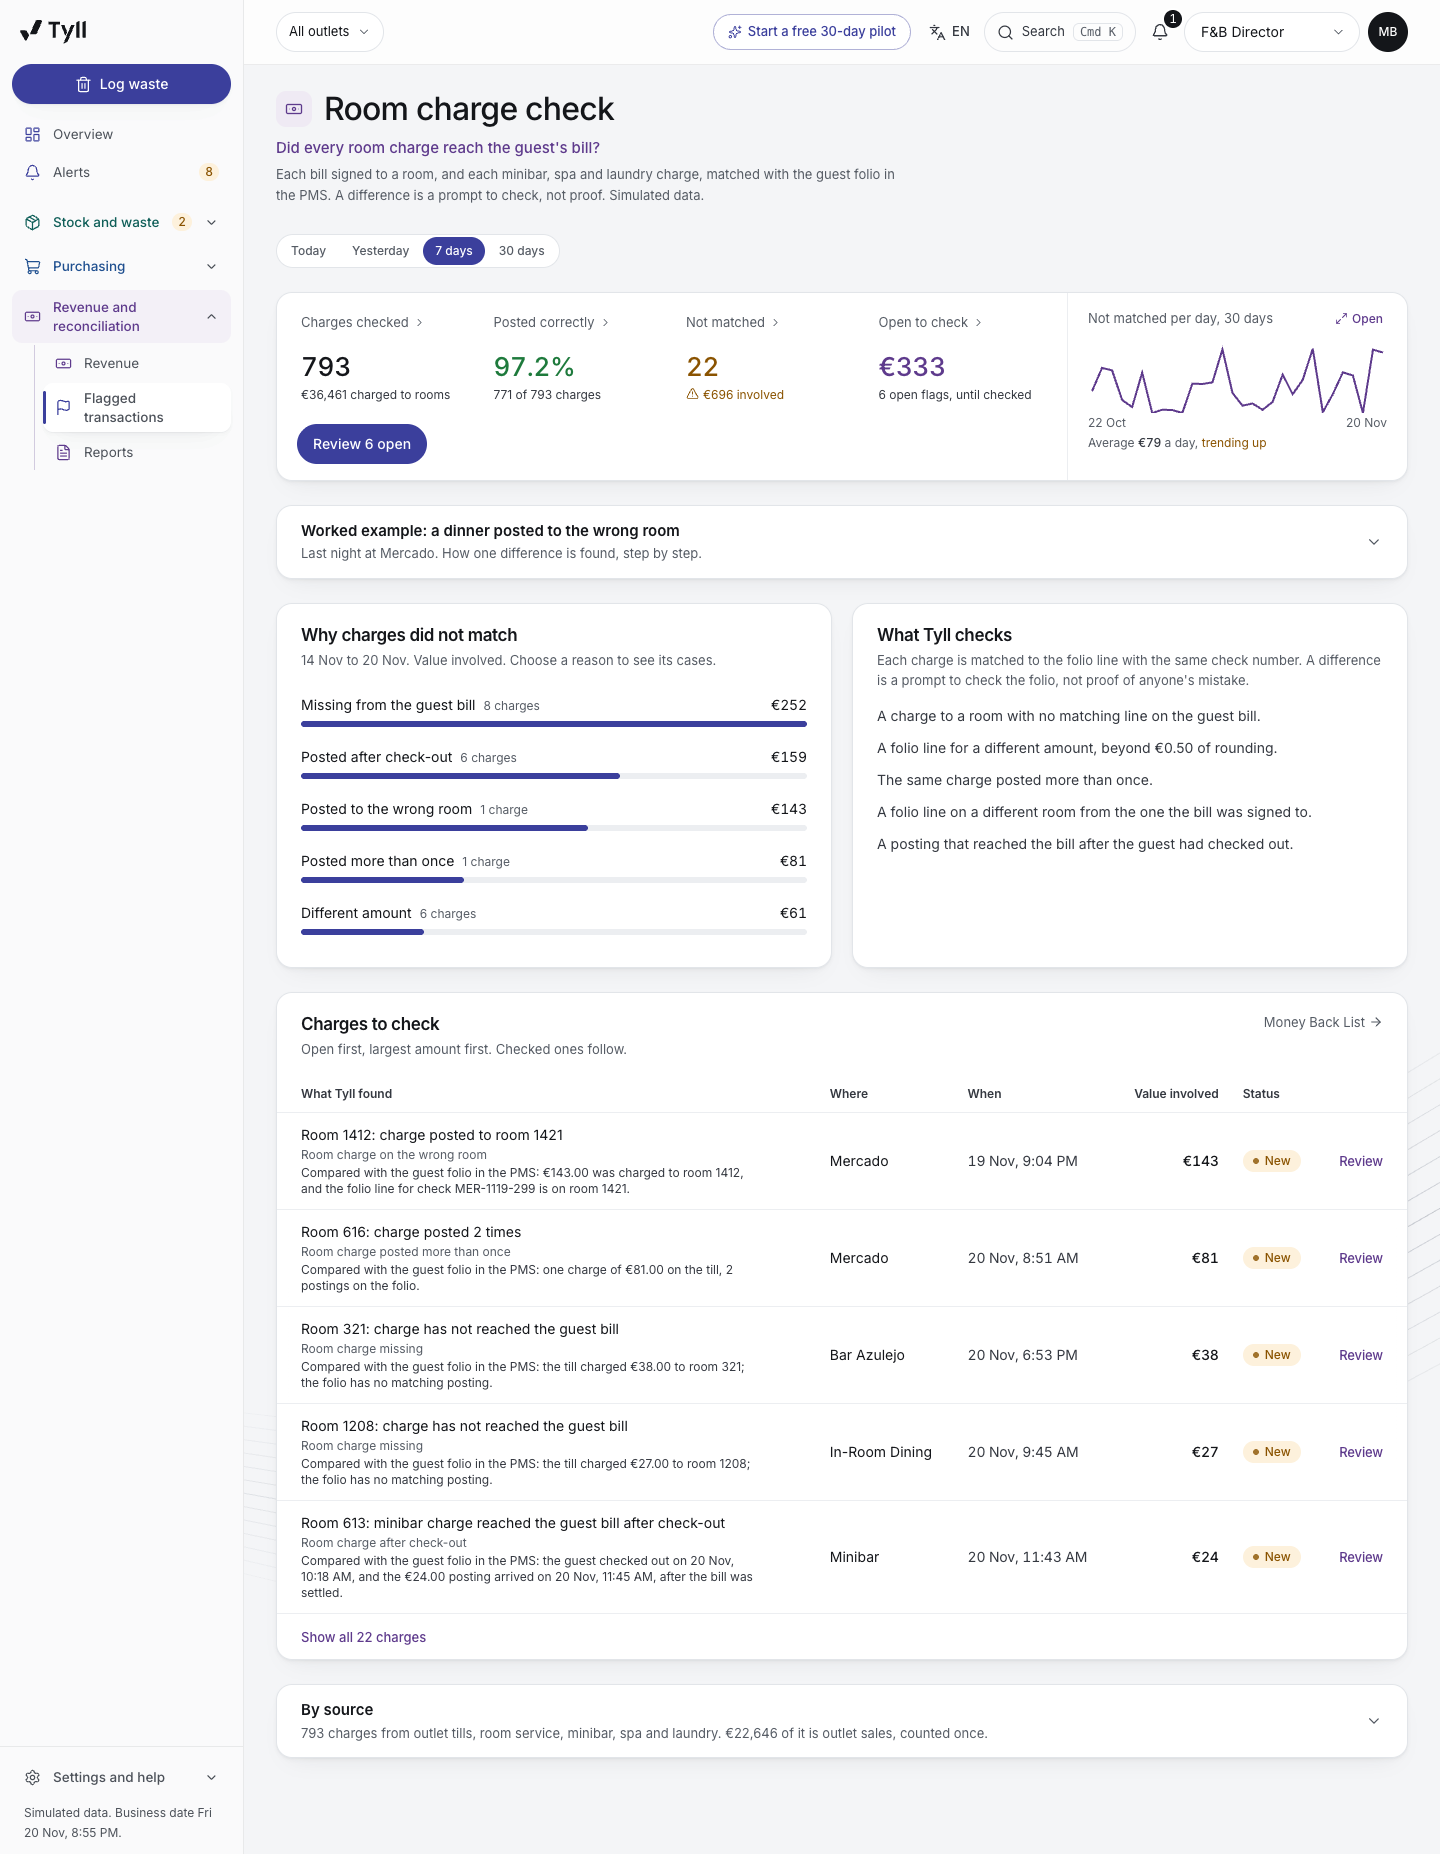 Tyll
Log waste
Overview
Alerts 8
Stock and waste 2
Purchasing
Revenue and
reconciliation
Revenue
Flagged
transactions
Reports
Settings and help
Simulated data. Business date Fri
20 Nov, 8:55 PM.
All outlets
Start a free 30-day pilot
EN
Search Cmd K
1
F&B Director
MB
Room charge check
Did every room charge reach the guest's bill?
Each bill signed to a room, and each minibar, spa and laundry charge, matched with the guest folio in
the PMS. A difference is a prompt to check, not proof. Simulated data.
Today Yesterday 7 days 30 days
Charges checked
793
€36,461 charged to rooms
Posted correctly
97.2%
771 of 793 charges
Not matched
22
€696 involved
Open to check
€333
6 open flags, until checked
Review 6 open
Not matched per day, 30 days Open
22 Oct 20 Nov
Average €79 a day, trending up
Worked example: a dinner posted to the wrong room
Last night at Mercado. How one difference is found, step by step.
Why charges did not match
14 Nov to 20 Nov. Value involved. Choose a reason to see its cases.
Missing from the guest bill 8 charges €252
Posted after check-out 6 charges €159
Posted to the wrong room 1 charge €143
Posted more than once 1 charge €81
Different amount 6 charges €61
What Tyll checks
Each charge is matched to the folio line with the same check number. A difference
is a prompt to check the folio, not proof of anyone's mistake.
A charge to a room with no matching line on the guest bill.
A folio line for a different amount, beyond €0.50 of rounding.
The same charge posted more than once.
A folio line on a different room from the one the bill was signed to.
A posting that reached the bill after the guest had checked out.
Charges to check
Money Back List
Open first, largest amount first. Checked ones follow.
What Tyll found Where When Value involved Status
Room 1412: charge posted to room 1421
Room charge on the wrong room
Compared with the guest folio in the PMS: €143.00 was charged to room 1412,
and the folio line for check MER-1119-299 is on room 1421.
Mercado 19 Nov, 9:04 PM €143 New Review
Room 616: charge posted 2 times
Room charge posted more than once
Compared with the guest folio in the PMS: one charge of €81.00 on the till, 2
postings on the folio.
Mercado 20 Nov, 8:51 AM €81 New Review
Room 321: charge has not reached the guest bill
Room charge missing
Compared with the guest folio in the PMS: the till charged €38.00 to room 321;
the folio has no matching posting.
Bar Azulejo 20 Nov, 6:53 PM €38 New Review
Room 1208: charge has not reached the guest bill
Room charge missing
Compared with the guest folio in the PMS: the till charged €27.00 to room 1208;
the folio has no matching posting.
In-Room Dining 20 Nov, 9:45 AM €27 New Review
Room 613: minibar charge reached the guest bill after check-out
Room charge after check-out
Compared with the guest folio in the PMS: the guest checked out on 20 Nov,
10:18 AM, and the €24.00 posting arrived on 20 Nov, 11:45 AM, after the bill was
settled.
Minibar 20 Nov, 11:43 AM €24 New Review
Show all 22 charges
By source
793 charges from outlet tills, room service, minibar, spa and laundry. €22,646 of it is outlet sales, counted once.